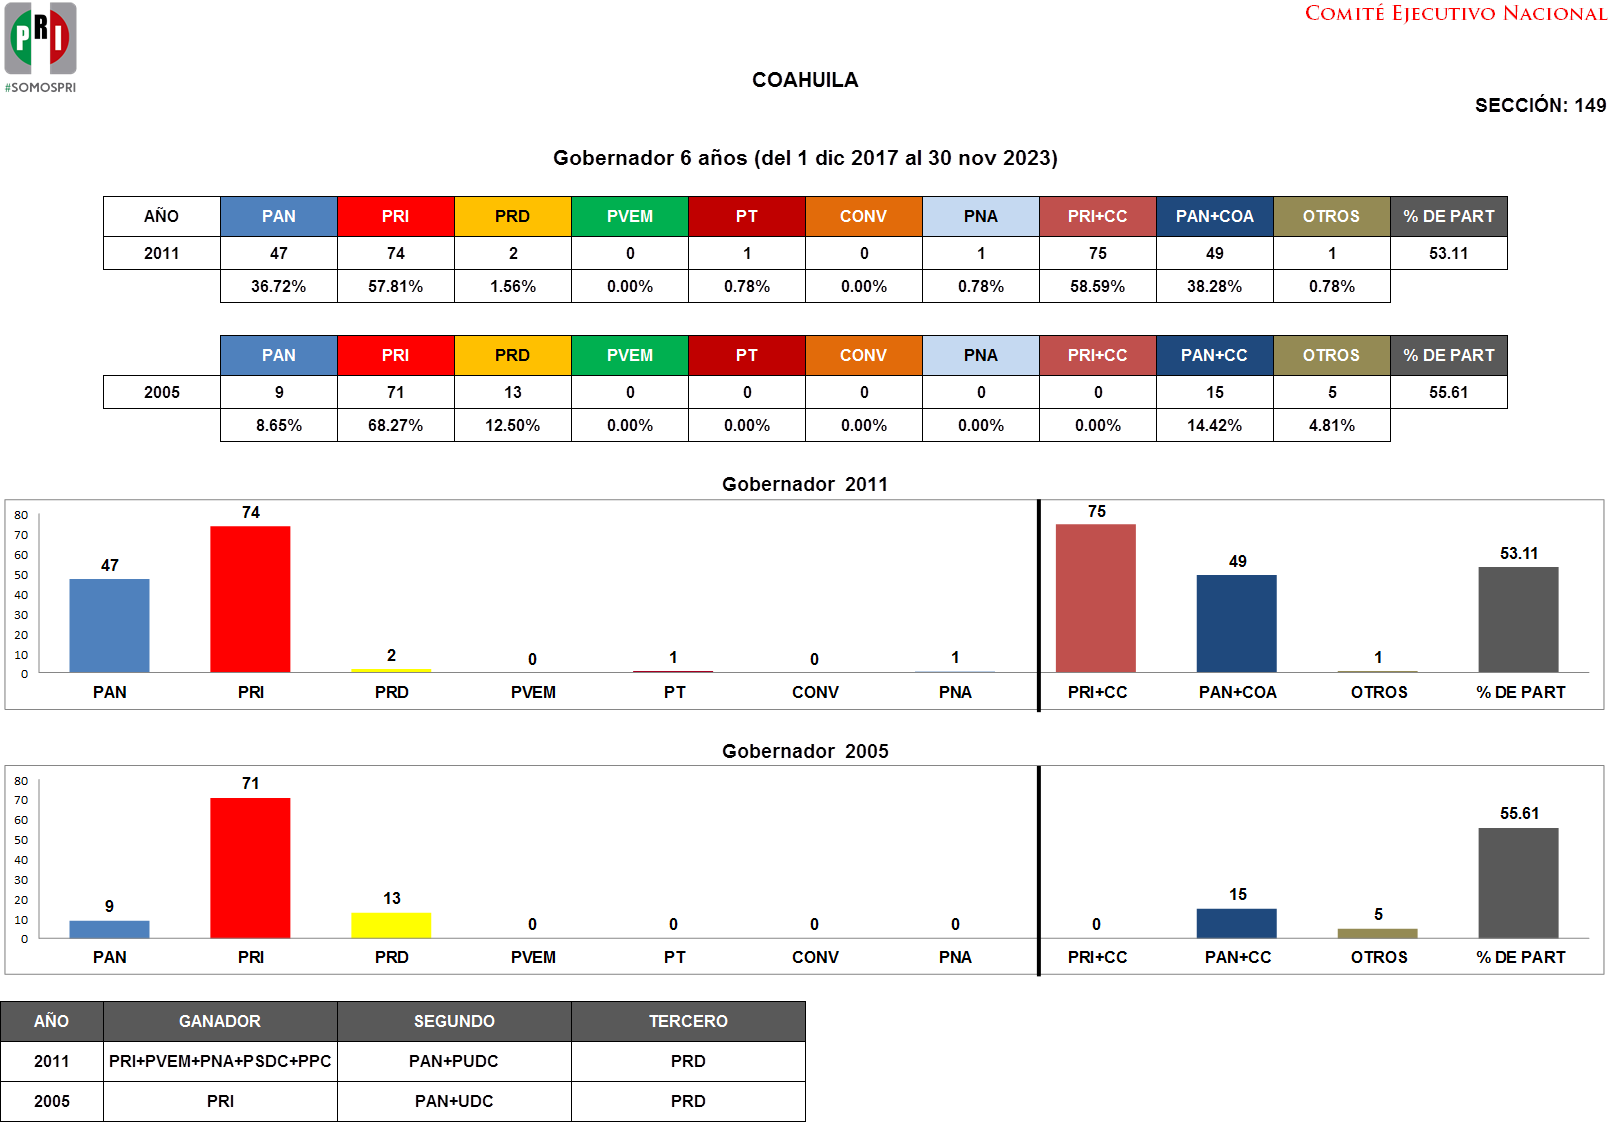 COMITÉ EJECUTIVO NACIONAL
PRI
#SOMOSPRI
COAHUILA
SECCIÓN: 149
Gobernador 6 años (del 1 dic 2017 al 30 nov 2023)
AÑO PAN PRI PRD PVEM PT CONV PNA PRI+CC PAN+COA OTROS % DE PART
2011 47 74 2 0 1 0 1 75 49 1 53.11
36.72% 57.81% 1.56% 0.00% 0.78% 0.00% 0.78% 58.59% 38.28% 0.78%
PAN PRI PRD PVEM PT CONV PNA PRI+CC PAN+CC OTROS % DE PART
2005 9 71 13 0 0 0 0 0 15 5 55.61
8.65% 68.27% 12.50% 0.00% 0.00% 0.00% 0.00% 0.00% 14.42% 4.81%
Gobernador 2011
80
70
60
50
40
30
20
10
0
47 74 2 0 1 0 1 75 49 1 53.11
PAN PRI PRD PVEM PT CONV PNA PRI+CC PAN+COA OTROS % DE PART
Gobernador 2005
80
70
60
50
40
30
20
10
0
9 71 13 0 0 0 0 0 15 5 55.61
PAN PRI PRD PVEM PT CONV PNA PRI+CC PAN+CC OTROS % DE PART
AÑO GANADOR SEGUNDO TERCERO
2011 PRI+PVEM+PNA+PSDC+PPC PAN+PUDC PRD
2005 PRI PAN+UDC PRD